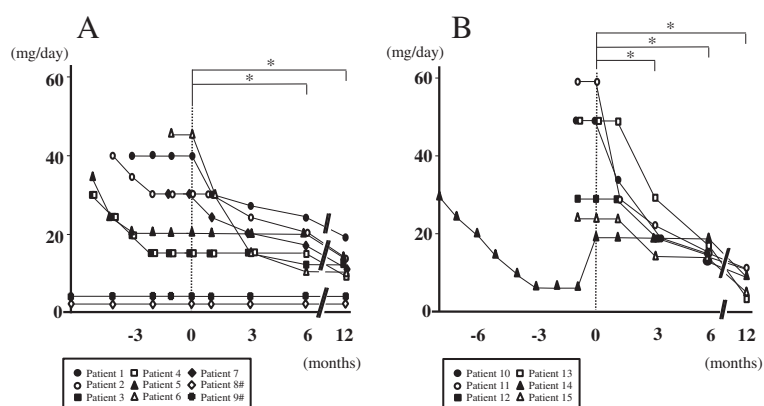 A
(mg/day)
*
*
60
40
20
0
-3 0 3 6 12
(months)
Patient 1 Patient 4 Patient 7
Patient 2 Patient 5 Patient 8#
Patient 3 Patient 6 Patient 9#
B
(mg/day)
*
*
*
60
40
20
0
-6 -3 0 3 6 12
(months)
Patient 10 Patient 13
Patient 11 Patient 14
Patient 12 Patient 15